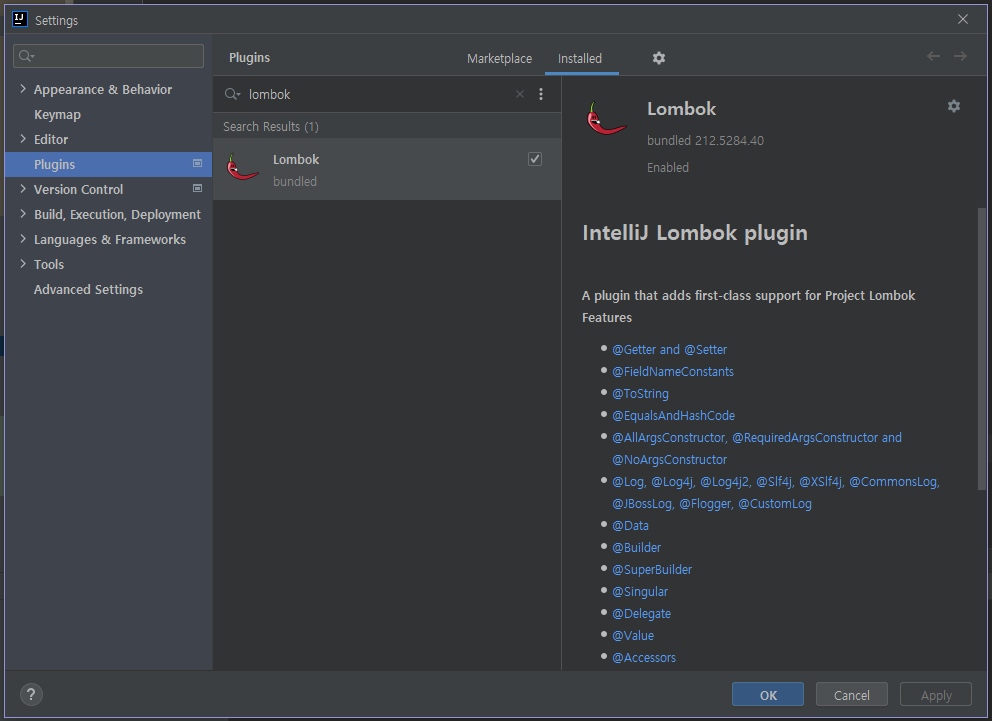 Settings
Plugins
Marketplace
Installed
Appearance & Behavior
Keymap
Editor
Plugins
Version Control
Build, Execution, Deployment
Languages & Frameworks
Tools
Advanced Settings
lombok
Search Results (1)
Lombok
bundled
Lombok
bundled 212.5284.40
Enabled
IntelliJ Lombok plugin
A plugin that adds first-class support for Project Lombok
Features
@Getter and @Setter
@FieldNameConstants
@ToString
@EqualsAndHashCode
@AllArgsConstructor, @RequiredArgsConstructor and
@NoArgsConstructor
@Log, @Log4j, @Log4j2, @Slf4j, @XSlf4j, @CommonsLog,
@JBossLog, @Flogger, @CustomLog
@Data
@Builder
@SuperBuilder
@Singular
@Delegate
@Value
@Accessors
?
OK
Cancel
Apply